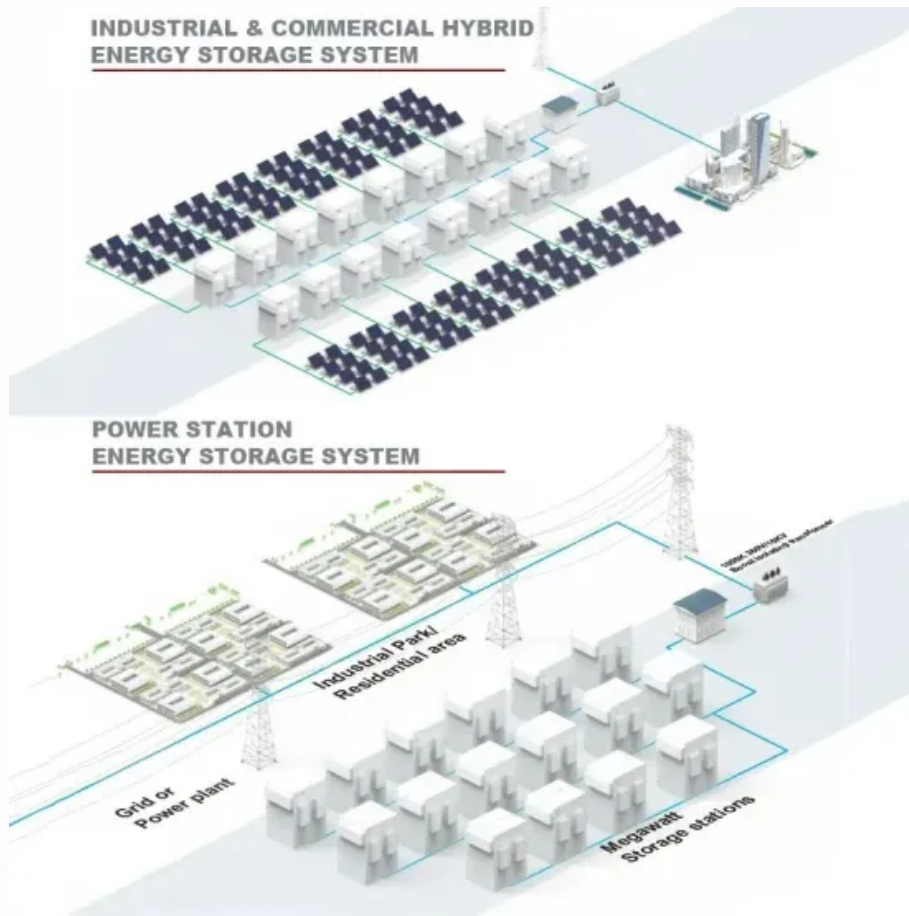 INDUSTRIAL & COMMERCIAL HYBRID
ENERGY STORAGE SYSTEM
POWER STATION
ENERGY STORAGE SYSTEM
Industrial Park/
Residential area
Grid or
Power plant
Megawatt
Storage stations